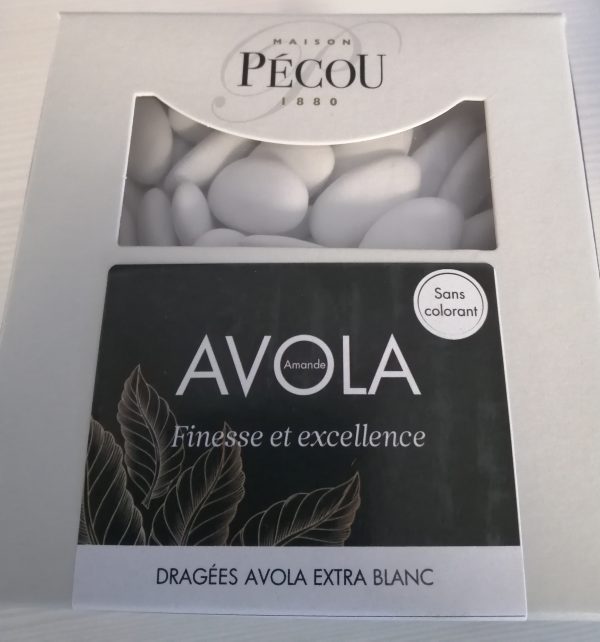 MAISON
PÉCOU
1880
Sans
colorant
AVOLA
Amande
Finesse et excellence
DRAGÉES AVOLA EXTRA BLANC